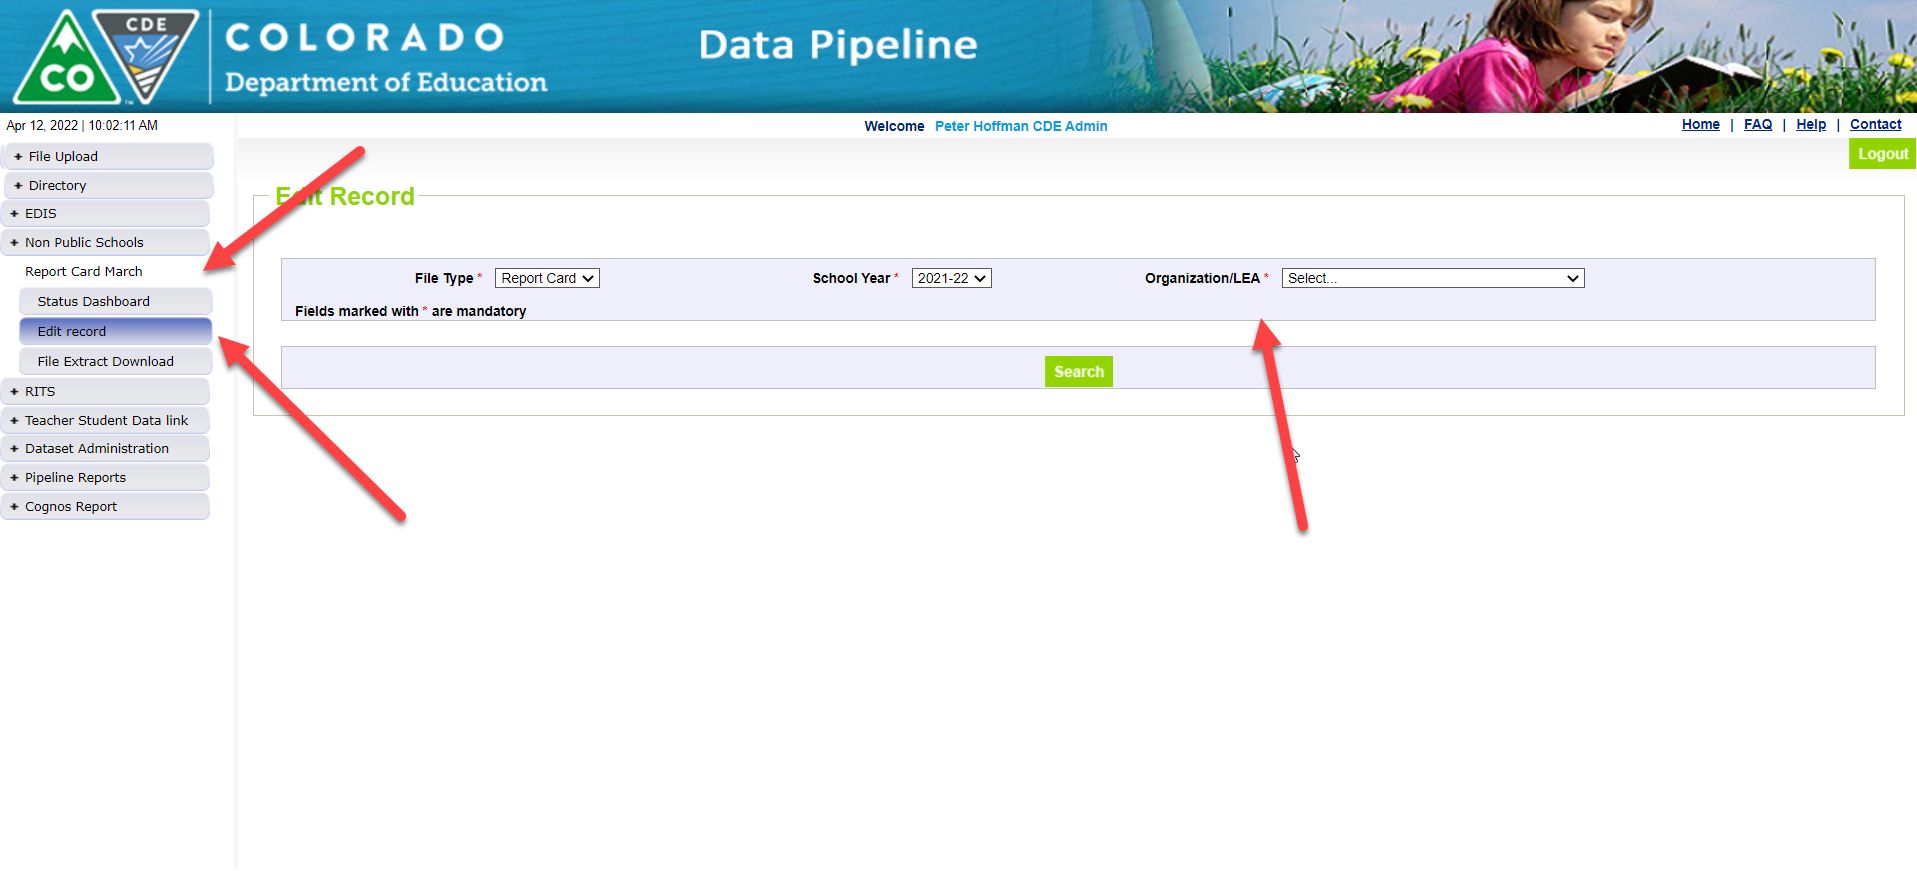 CDE
CO
COLORADO
Department of Education
Data Pipeline
Apr 12, 2022 | 10:02:11 AM
Welcome Peter Hoffman CDE Admin
Home | FAQ | Help | Contact
Logout
+ File Upload
+ Directory
+ EDIS
+ Non Public Schools
Report Card March
Status Dashboard
Edit record
File Extract Download
+ RITS
+ Teacher Student Data link
+ Dataset Administration
+ Pipeline Reports
+ Cognos Report
Edit Record
File Type * Report Card School Year * 2021-22 Organization/LEA * Select...
Fields marked with * are mandatory
Search